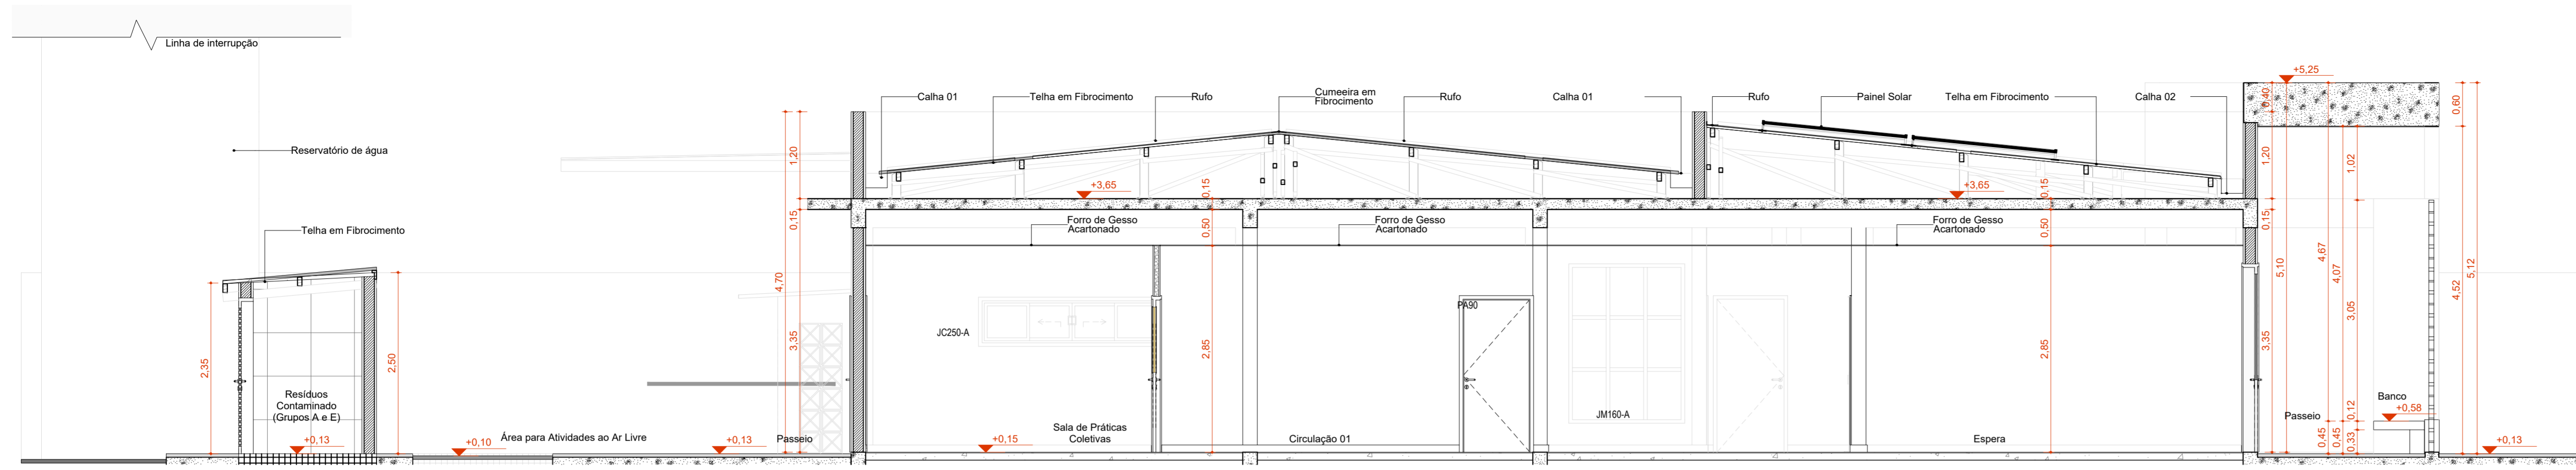 Linha de interrupção
+5,25
Calha 01
Telha em Fibrocimento
Rufo
Cumeeira em
Fibrocimento
Rufo
Calha 01
Rufo
Painel Solar
Telha em Fibrocimento
Calha 02
0,40
0,60
Reservatório de água
1,20
1,20
1,02
+3,65
0,15
+3,65
0,15
0,15
0,15
Forro de Gesso
Acartonado
0,50
Forro de Gesso
Acartonado
Forro de Gesso
Acartonado
0,50
Telha em Fibrocimento
4,70
5,10
4,67
4,07
4,52
5,12
3,05
2,35
2,50
3,35
JC250-A
2,85
PA90
2,85
3,35
JM160-A
Resíduos
Contaminado
(Grupos A e E)
Banco
+0,58
0,12
Passeio
+0,13
+0,10
Área para Atividades ao Ar Livre
+0,13
Passeio
+0,15
Sala de Práticas
Coletivas
Circulação 01
Espera
0,45
0,45
0,33
+0,13